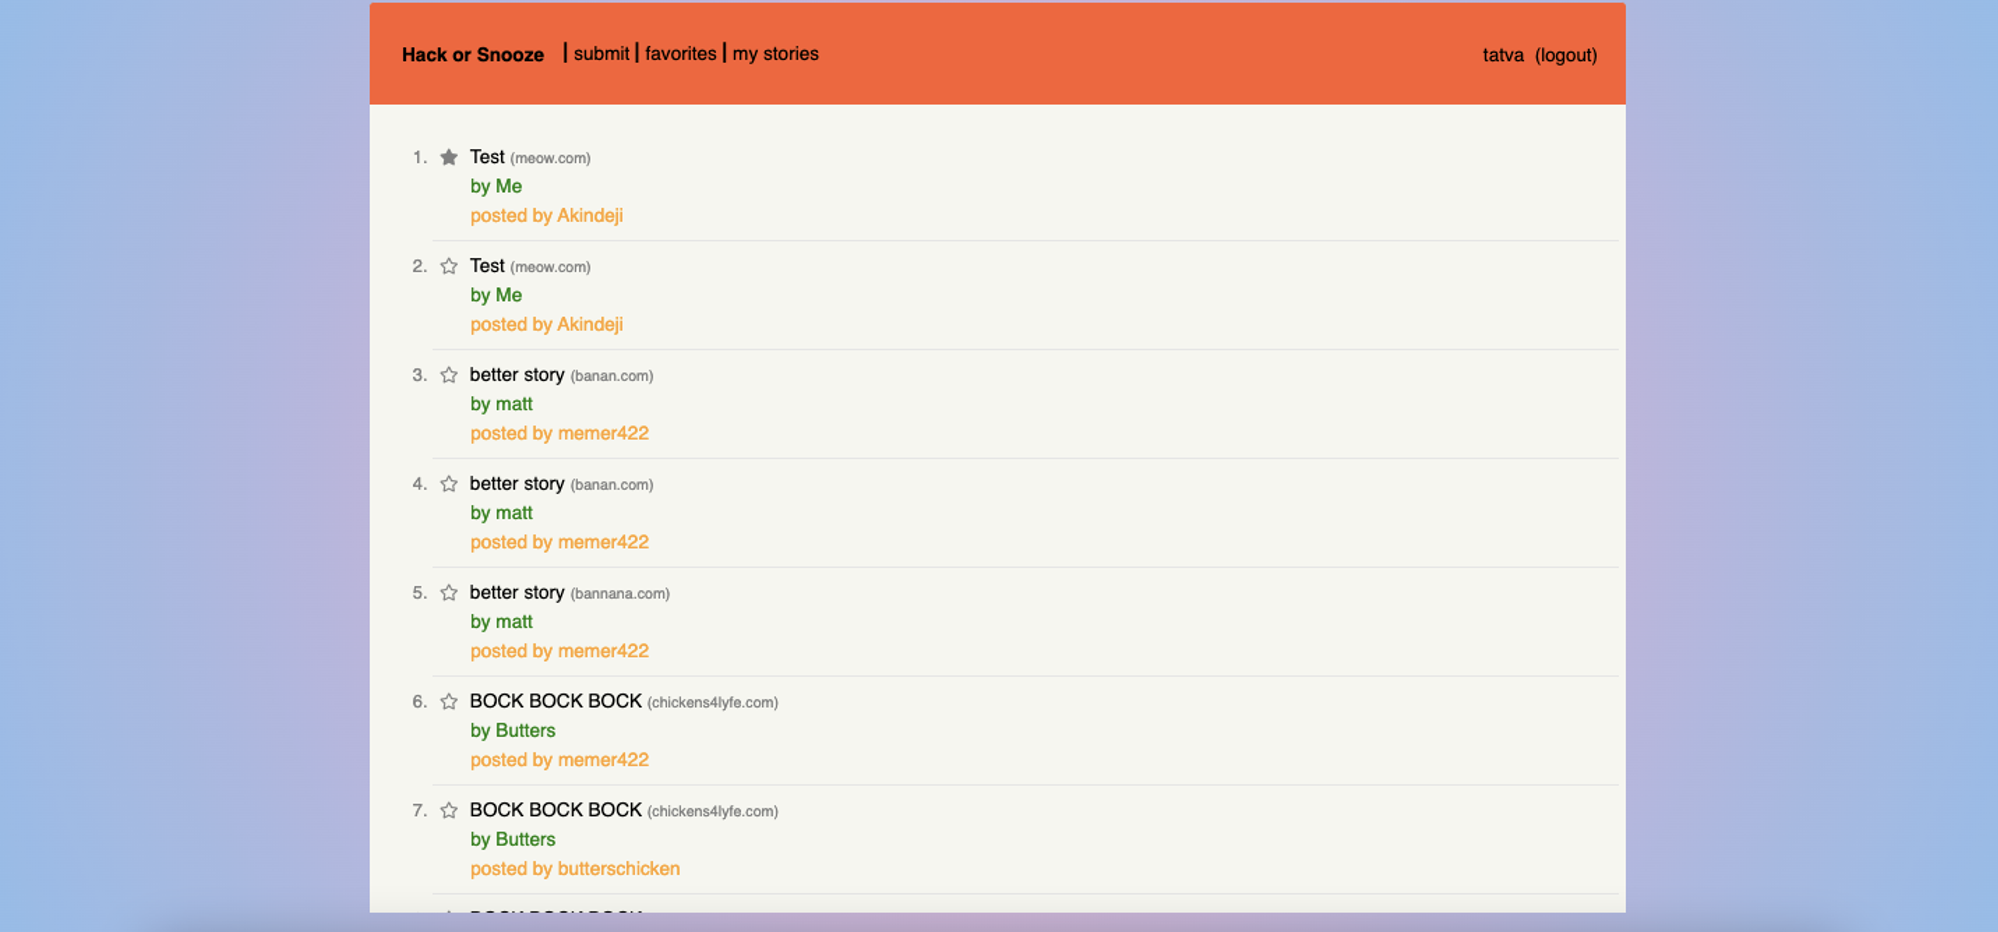 Hack or Snooze | submit | favorites | my stories tatva (logout)
1. Test (meow.com)
by Me
posted by Akindeji
2. Test (meow.com)
by Me
posted by Akindeji
3. better story (banan.com)
by matt
posted by memer422
4. better story (banan.com)
by matt
posted by memer422
5. better story (bannana.com)
by matt
posted by memer422
6. BOCK BOCK BOCK (chickens4lyfe.com)
by Butters
posted by memer422
7. BOCK BOCK BOCK (chickens4lyfe.com)
by Butters
posted by butterschicken